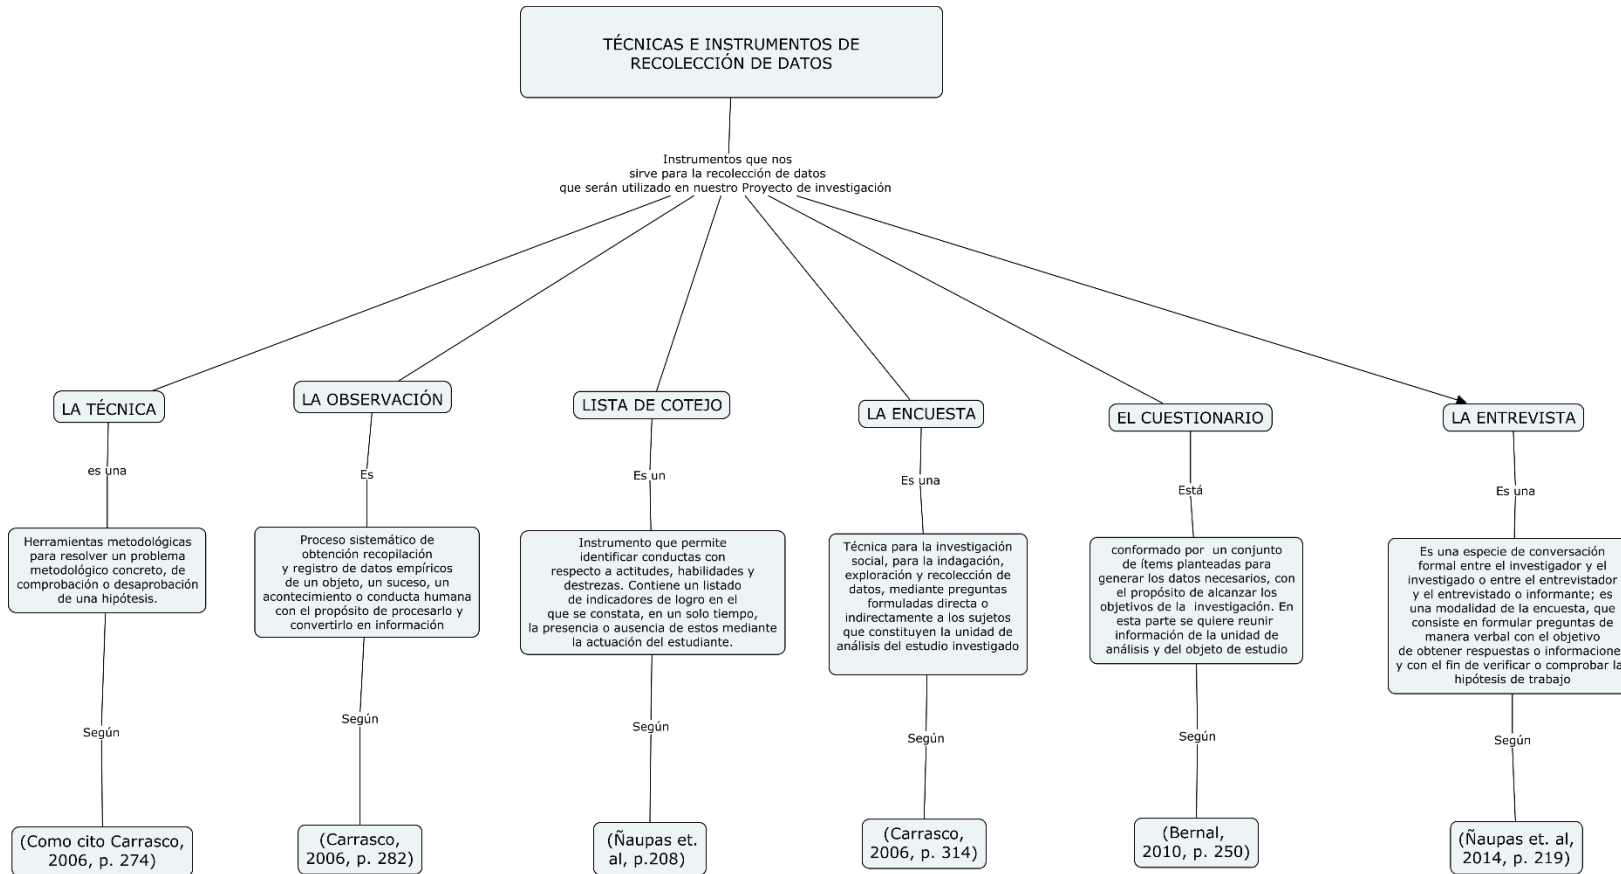 TÉCNICAS E INSTRUMENTOS DE
RECOLECCIÓN DE DATOS
Instrumentos que nos
sirve para la recolección de datos
que serán utilizado en nuestro Proyecto de investigación
LA TÉCNICA
es una
Herramientas metodológicas
para resolver un problema
metodológico concreto, de
comprobación o desaprobación
de una hipótesis.
Según
(Como cito Carrasco,
2006, p. 274)
LA OBSERVACIÓN
Es
Proceso sistemático de
obtención recopilación
y registro de datos empíricos
de un objeto, un suceso, un
acontecimiento o conducta humana
con el propósito de procesarlo y
convertirlo en información
Según
(Carrasco,
2006, p. 282)
LISTA DE COTEJO
Es un
Instrumento que permite
identificar conductas con
respecto a actitudes, habilidades y
destrezas. Contiene un listado
de indicadores de logro en el
que se constata, en un solo tiempo,
la presencia o ausencia de estos mediante
la actuación del estudiante.
Según
(Ñaupas et.
al, p.208)
LA ENCUESTA
Es una
Técnica para la investigación
social, para la indagación,
exploración y recolección de
datos, mediante preguntas
formuladas directa o
indirectamente a los sujetos
que constituyen la unidad de
análisis del estudio investigado
Según
(Carrasco,
2006, p. 314)
EL CUESTIONARIO
Está
conformado por un conjunto
de ítems planteadas para
generar los datos necesarios, con
el propósito de alcanzar los
objetivos de la investigación. En
esta parte se quiere reunir
información de la unidad de
análisis y del objeto de estudio
Según
(Bernal,
2010, p. 250)
LA ENTREVISTA
Es una
Es una especie de conversación
formal entre el investigador y el
investigado o entre el entrevistador
y el entrevistado o informante; es
una modalidad de la encuesta, que
consiste en formular preguntas de
manera verbal con el objetivo
de obtener respuestas o informacione
y con el fin de verificar o comprobar la
hipótesis de trabajo
Según
(Ñaupas et. al,
2014, p. 219)